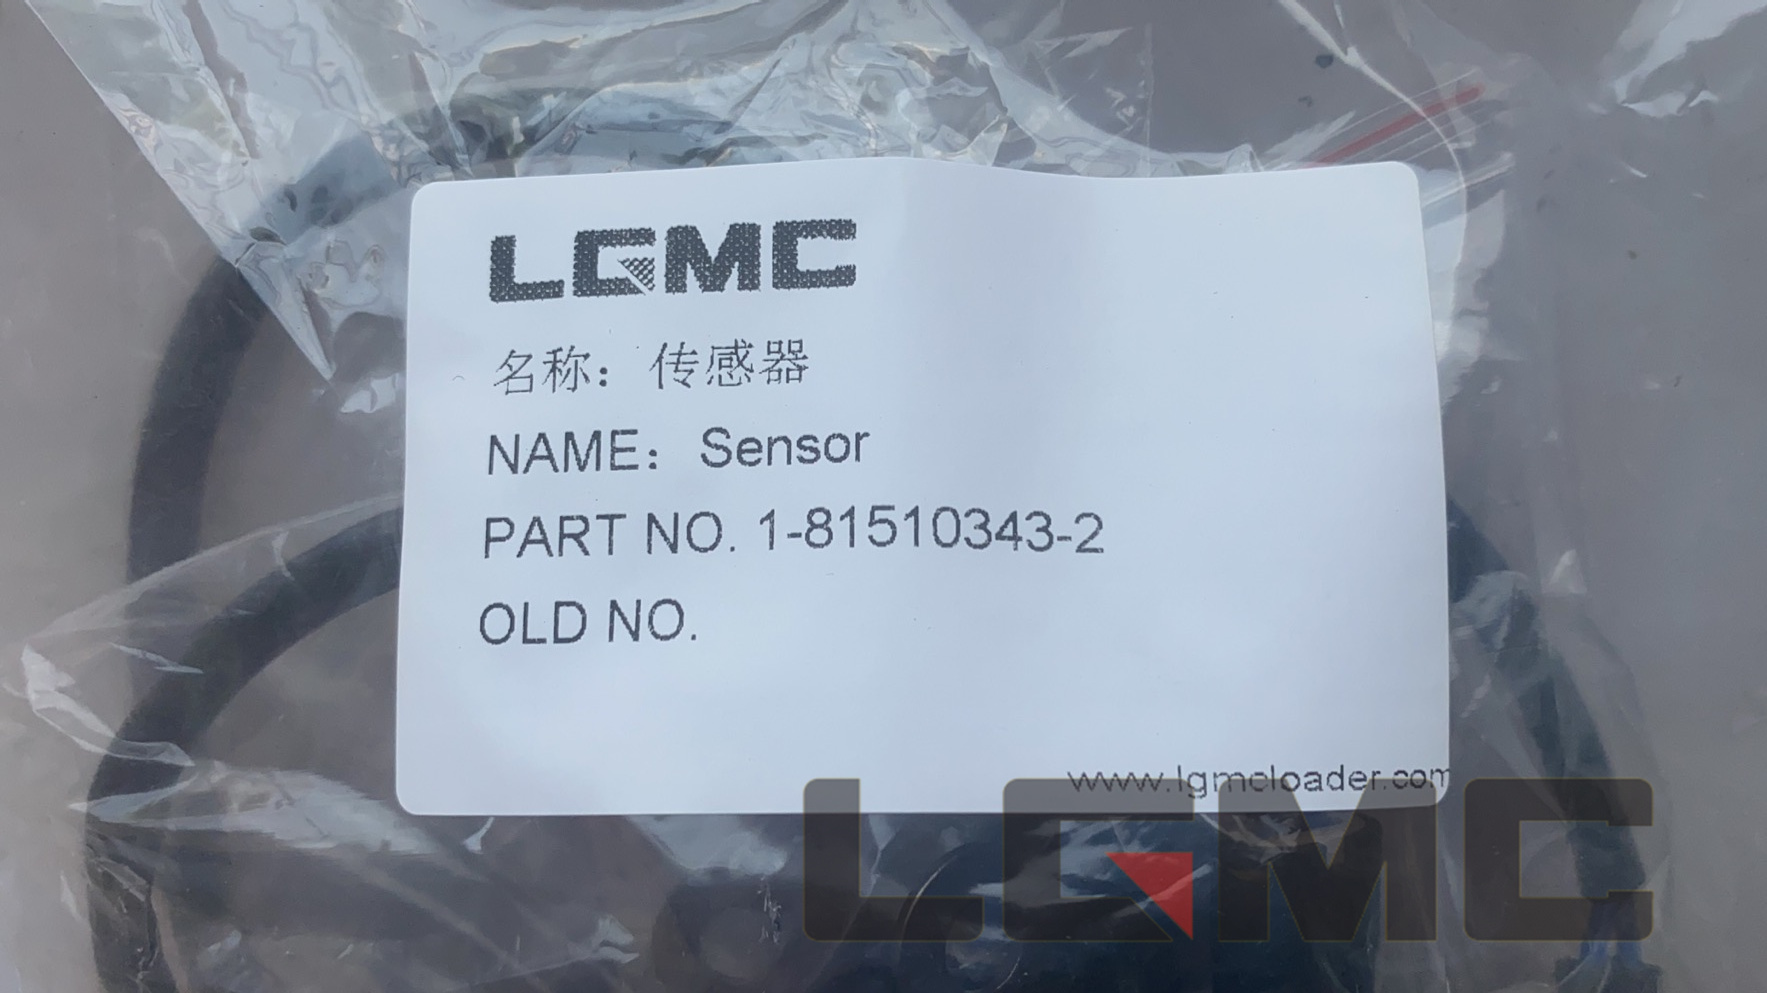 LGMC
名称：传感器
NAME：Sensor
PART NO. 1-81510343-2
OLD NO.
www.lgmcloader.com
LGMC